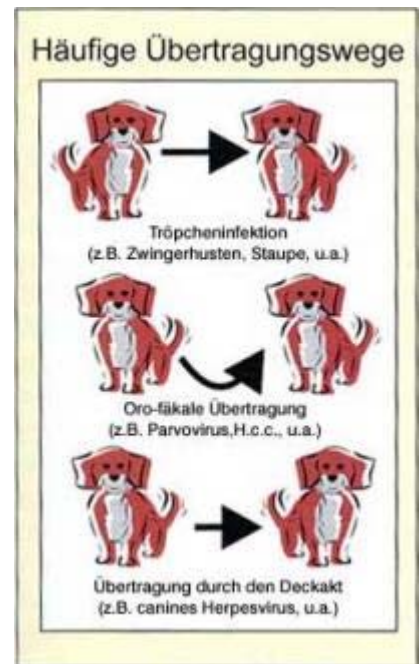 Häufige Übertragungswege
Tröpcheninfektion
(z.B. Zwingerhusten, Staupe, u.a.)
Oro-fäkale Übertragung
(z.B. Parvovirus,H.c.c., u.a.)
Übertragung durch den Deckakt
(z.B. canines Herpesvirus, u.a.)